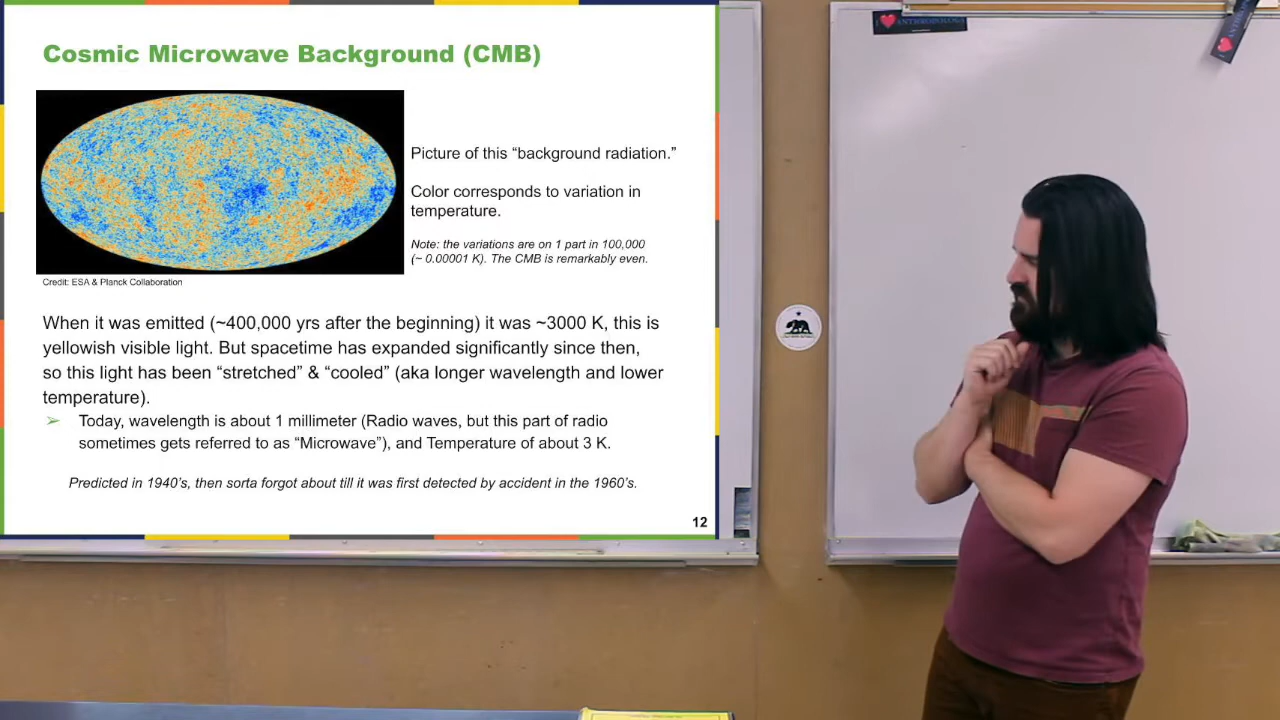 Cosmic Microwave Background (CMB)
Picture of this “background radiation.”
Color corresponds to variation in
temperature.
Note: the variations are on 1 part in 100,000
(~ 0.00001 K). The CMB is remarkably even.
Credit: ESA & Planck Collaboration
When it was emitted (~400,000 yrs after the beginning) it was ~3000 K, this is
yellowish visible light. But spacetime has expanded significantly since then,
so this light has been “stretched” & “cooled” (aka longer wavelength and lower
temperature).
➢ Today, wavelength is about 1 millimeter (Radio waves, but this part of radio
sometimes gets referred to as “Microwave”), and Temperature of about 3 K.
Predicted in 1940’s, then sorta forgot about till it was first detected by accident in the 1960’s.
12
I ❤ ANTHROPOLOGY